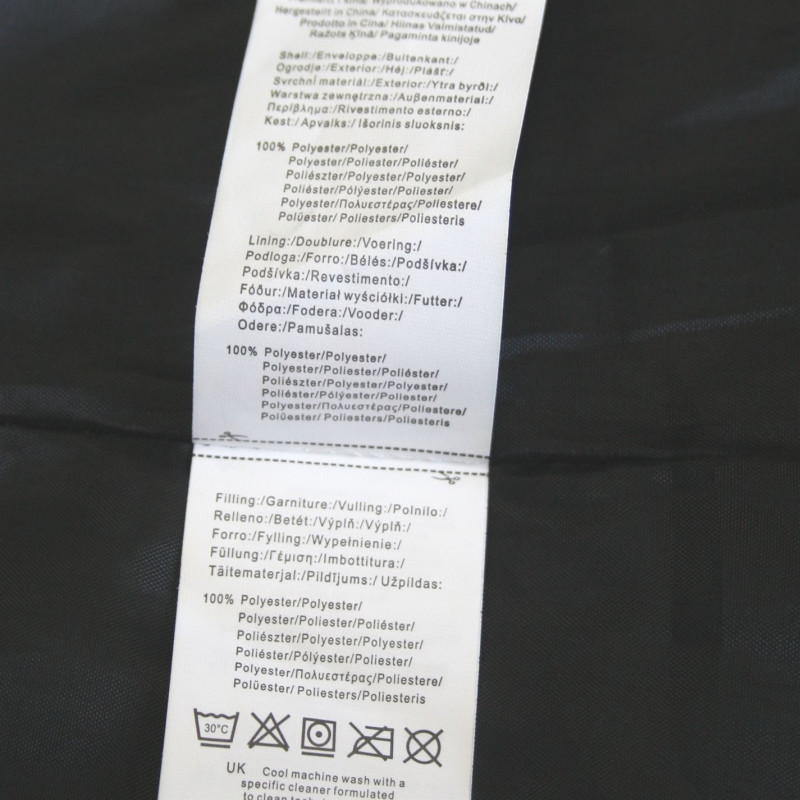 Wyprodukowano w Chinach/
Hergestellt in China/ Κατασκευάζεται στην Κίνα/
Prodotto in Cina/ Hiinas Valmistatud/
Ražots Ķīnā/ Pagaminta kinijoje
Shell:/Enveloppe:/Buitenkant:/
Ogrodje:/Exterior:/Héj:/Plášť:/
Svrchní materiál:/Exterior:/Ytra byrði:/
Warstwa zewnętrzna:/Außenmaterial:/
Περίβλημα:/Rivestimento esterno:/
Kest:/Apvalks:/ Išorinis sluoksnis:
100% Polyester/Polyester/
Polyester/Poliester/Poliéster/
Poliészter/Polyester/Polyester/
Poliéster/Pólýester/Poliester/
Polyester/Πολυεστέρας/Poliestere/
Polüester/ Poliesters/Poliesteris
Lining:/Doublure:/Voering:/
Podloga:/Forro:/Bélés:/Podšívka:/
Podšívka:/Revestimento:/
Fóður:/Materiał wyściółki:/Futter:/
Φόδρα:/Fodera:/Vooder:/
Odere:/Pamušalas:
100% Polyester/Polyester/
Polyester/Poliester/Poliéster/
Poliészter/Polyester/Polyester/
Poliéster/Pólýester/Poliester/
Polyester/Πολυεστέρας/Poliestere/
Polüester/ Poliesters/Poliesteris
Filling:/Garniture:/Vulling:/Polnilo:/
Relleno:/Betét:/Výplň:/Výplň:/
Forro:/Fylling:/Wypełnienie:/
Füllung:/Γέμιση:/Imbottitura:/
Täitematerjal:/Pildījums:/ Užpildas:
100% Polyester/Polyester/
Polyester/Poliester/Poliéster/
Poliészter/Polyester/Polyester/
Poliéster/Pólýester/Poliester/
Polyester/Πολυεστέρας/Poliestere/
Polüester/ Poliesters/Poliesteris
30°C
UK Cool machine wash with a
specific cleaner formulated
to clean